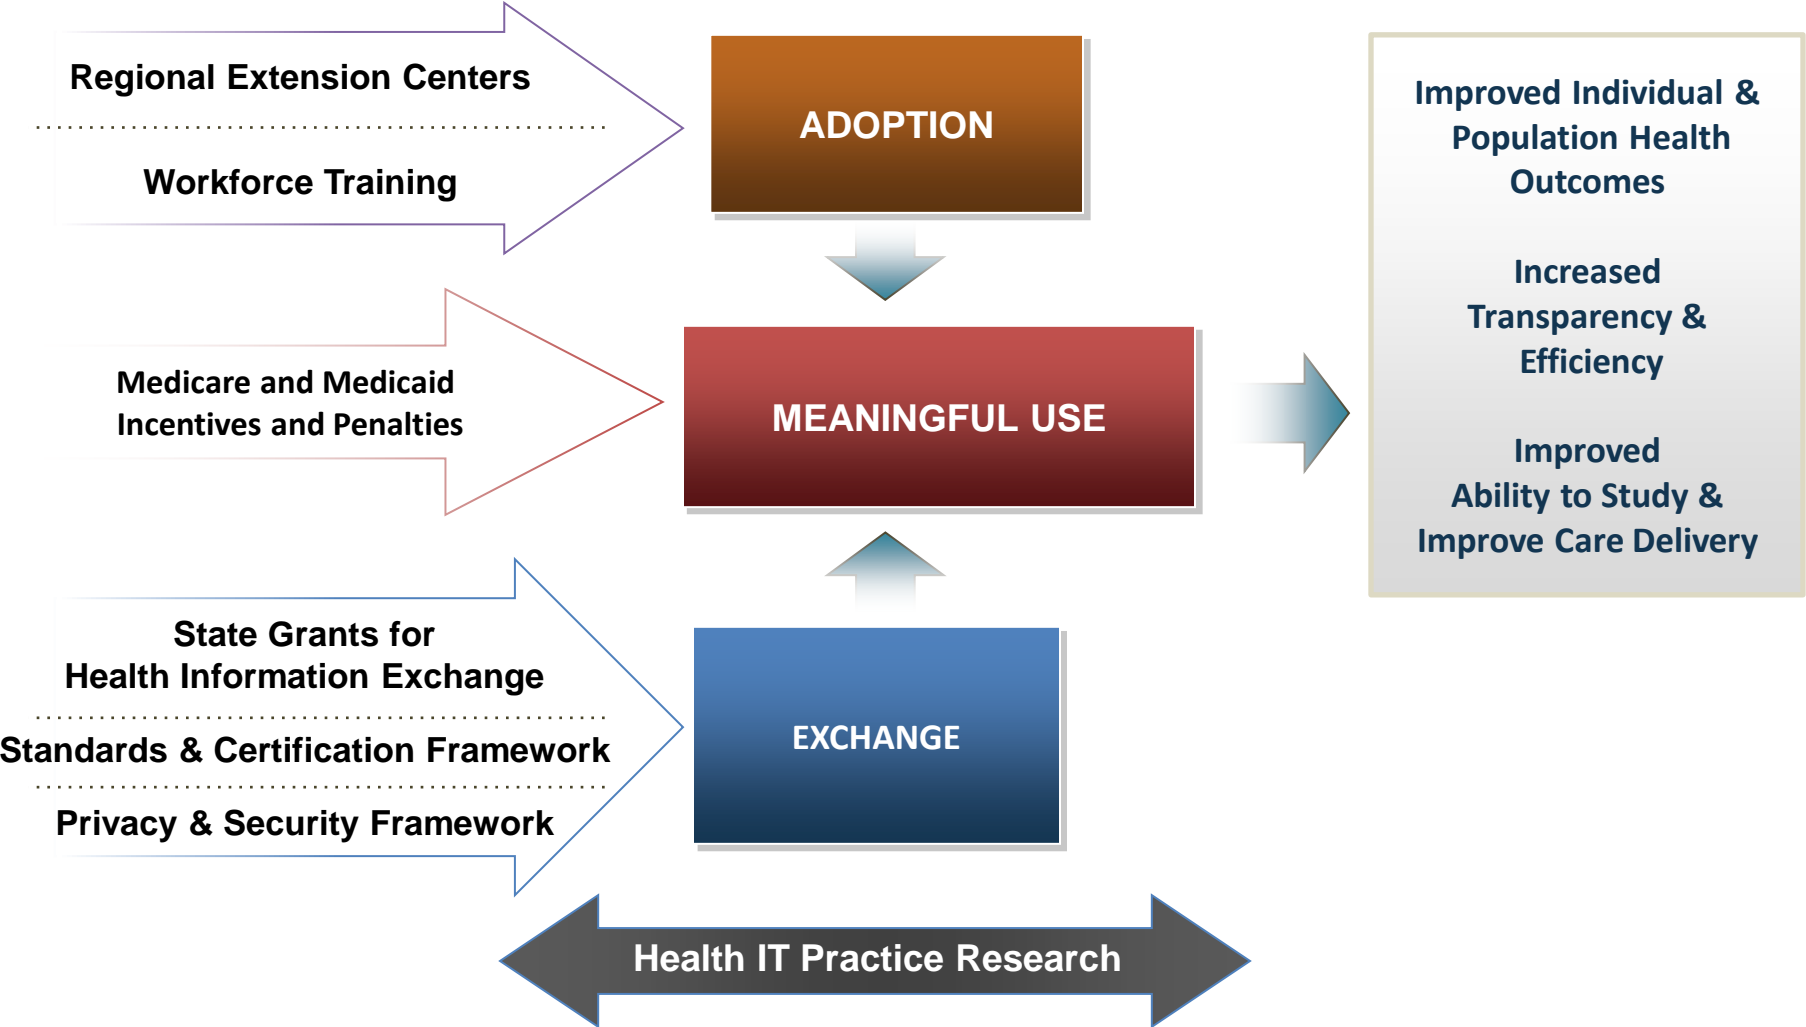 Regional Extension Centers
Workforce Training
ADOPTION
Medicare and Medicaid
Incentives and Penalties
MEANINGFUL USE
State Grants for
Health Information Exchange
Standards & Certification Framework
Privacy & Security Framework
EXCHANGE
Improved Individual &
Population Health
Outcomes
Increased
Transparency &
Efficiency
Improved
Ability to Study &
Improve Care Delivery
Health IT Practice Research